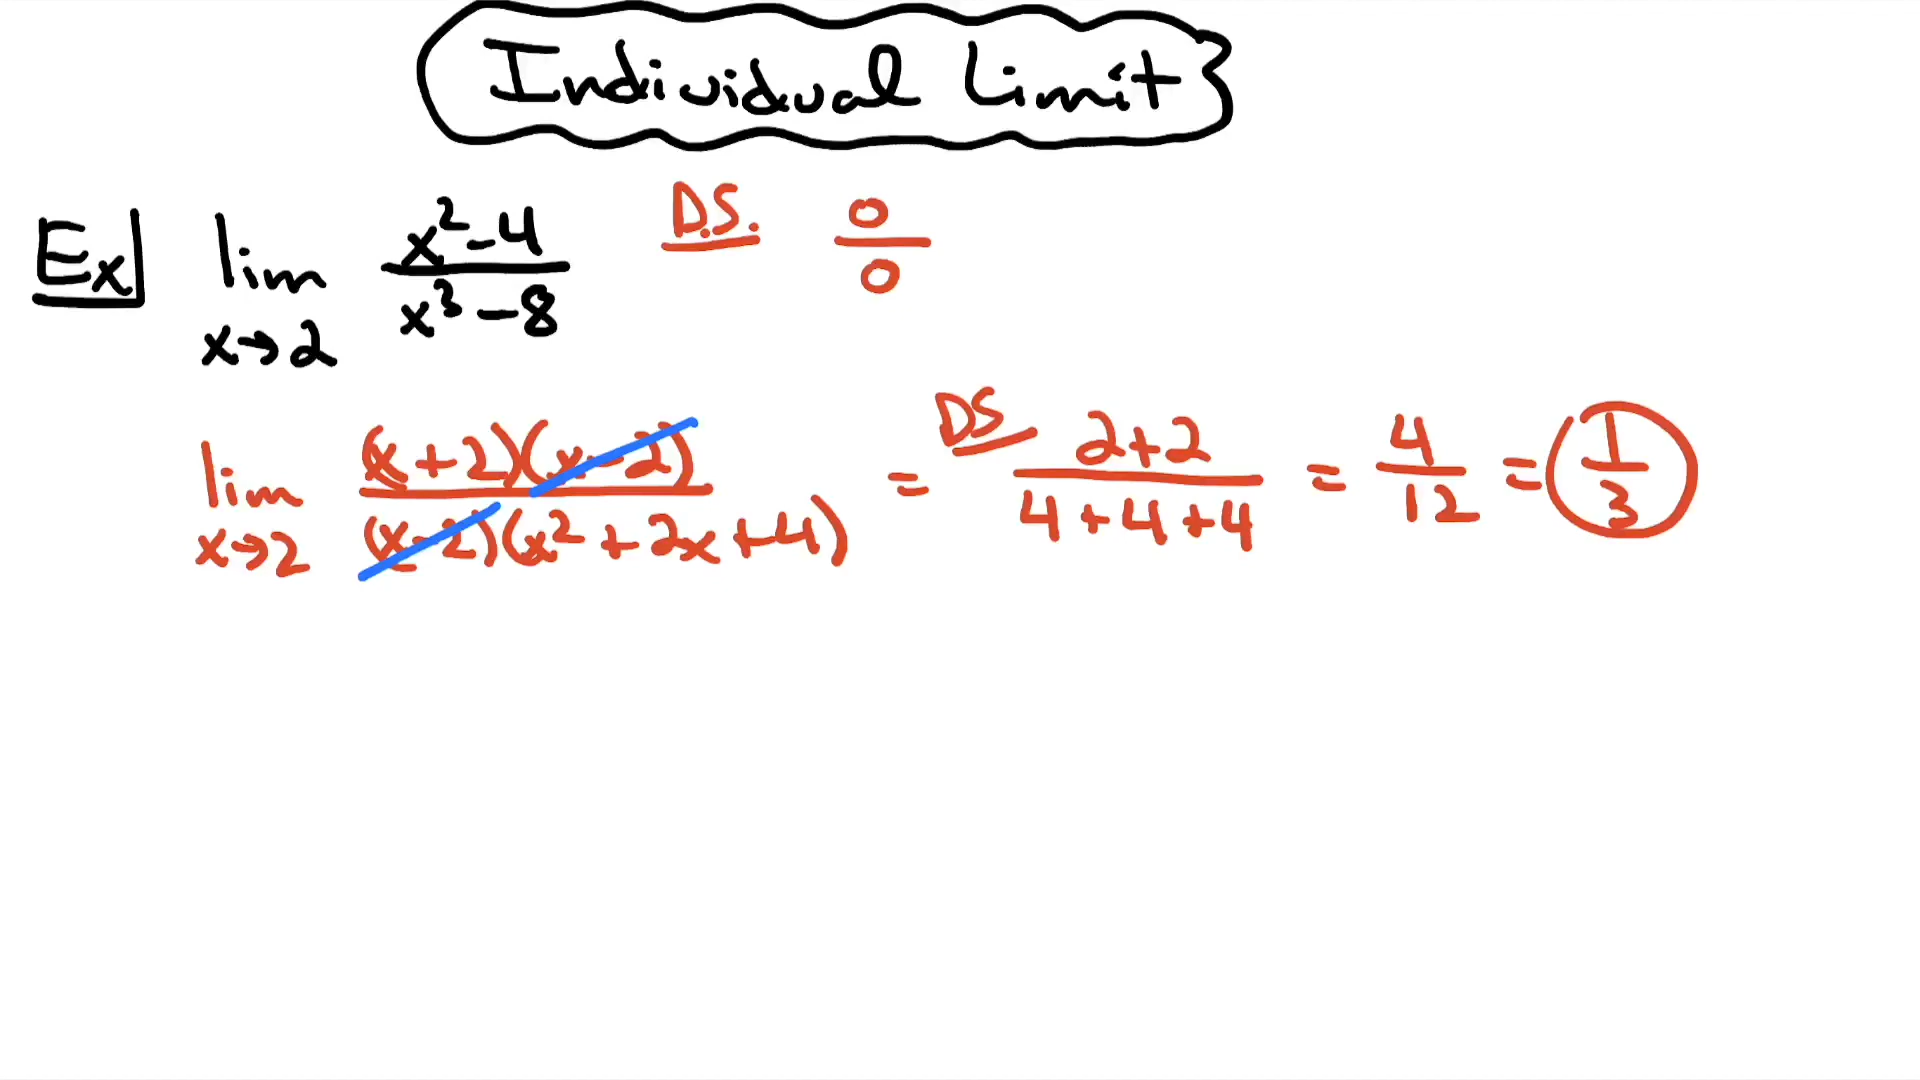 Individual Limit
Ex lim x→2 (x²-4)/(x³-8) D.S. 0/0
lim x→2 (x+2)(x-2)/(x-2)(x²+2x+4) = DS (2+2)/(4+4+4) = 4/12 = 1/3